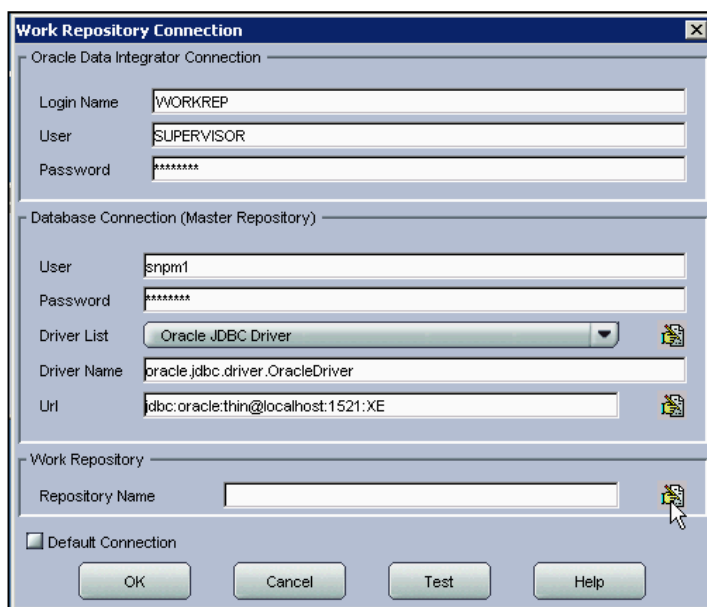 Work Repository Connection
Oracle Data Integrator Connection
Login Name WORKREP
User SUPERVISOR
Password ********
Database Connection (Master Repository)
User snpm1
Password ********
Driver List Oracle JDBC Driver
Driver Name oracle.jdbc.driver.OracleDriver
Url jdbc:oracle:thin@localhost:1521:XE
Work Repository
Repository Name
Default Connection
OK Cancel Test Help